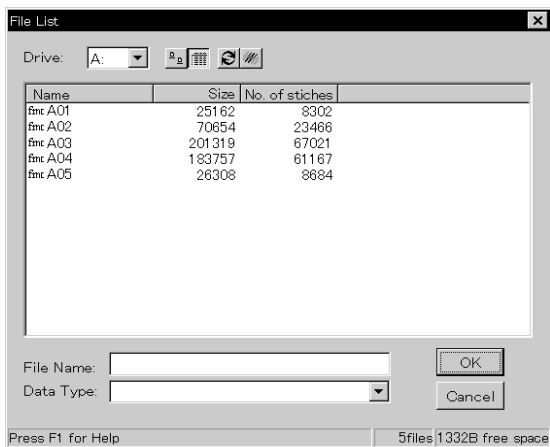 File List
Drive: A:
Name Size No. of stiches
fmt A01 25162 8302
fmt A02 70654 23466
fmt A03 201319 67021
fmt A04 183757 61167
fmt A05 26308 8684
File Name: OK
Data Type: Cancel
Press F1 for Help 5files 1332B free space